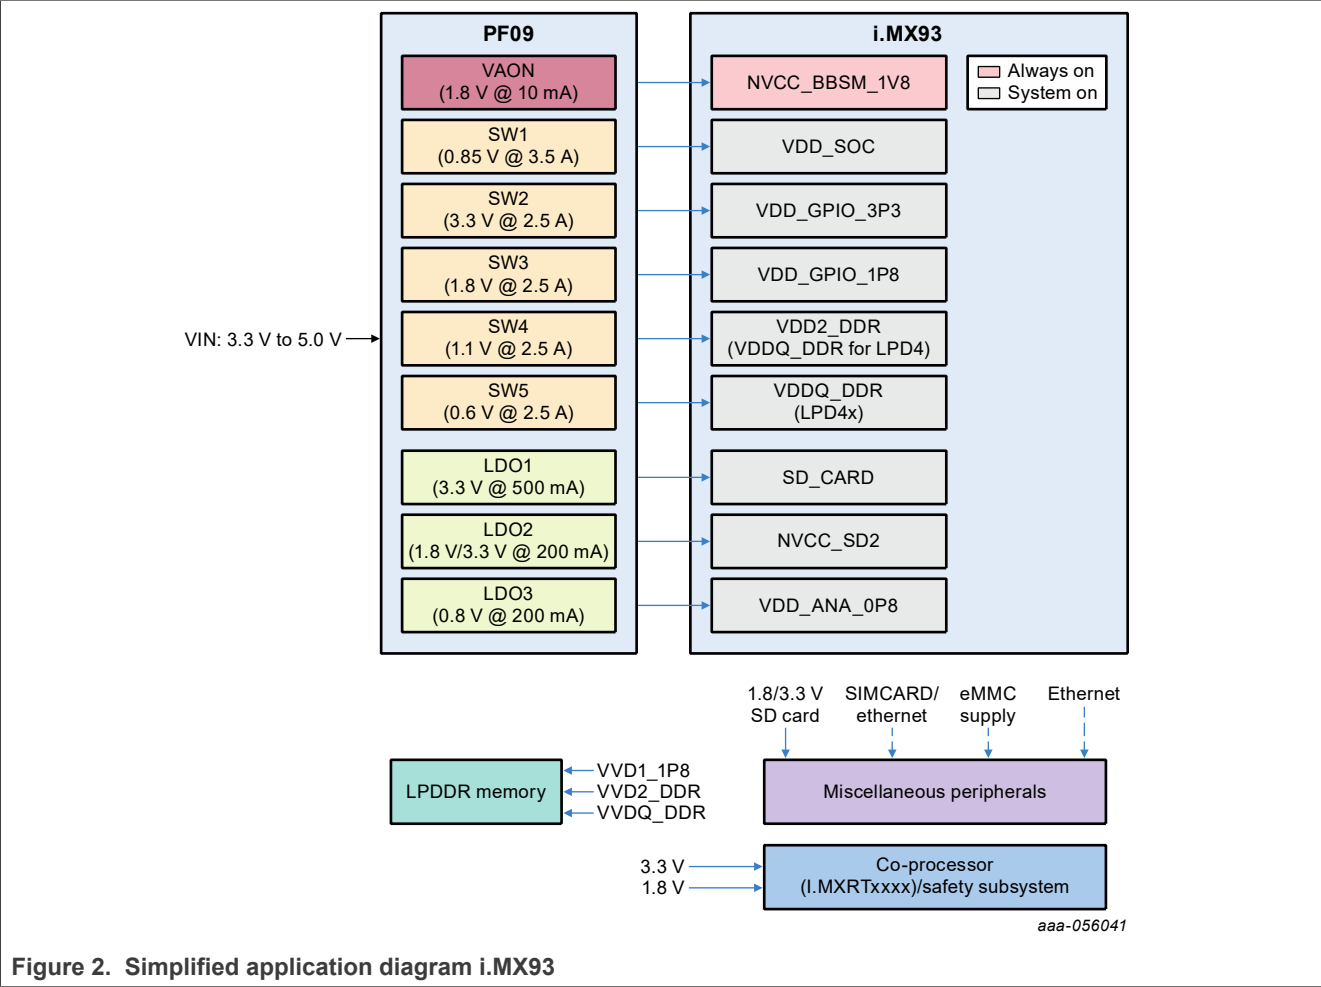 PF09
i.MX93
VAON
(1.8 V @ 10 mA)
NVCC_BBSM_1V8
Always on
System on
SW1
(0.85 V @ 3.5 A)
VDD_SOC
SW2
(3.3 V @ 2.5 A)
VDD_GPIO_3P3
SW3
(1.8 V @ 2.5 A)
VDD_GPIO_1P8
VIN: 3.3 V to 5.0 V
SW4
(1.1 V @ 2.5 A)
VDD2_DDR
(VDDQ_DDR for LPD4)
SW5
(0.6 V @ 2.5 A)
VDDQ_DDR
(LPD4x)
LDO1
(3.3 V @ 500 mA)
SD_CARD
LDO2
(1.8 V/3.3 V @ 200 mA)
NVCC_SD2
LDO3
(0.8 V @ 200 mA)
VDD_ANA_0P8
1.8/3.3 V
SD card
SIMCARD/
ethernet
eMMC
supply
Ethernet
LPDDR memory
VVD1_1P8
VVD2_DDR
VVDQ_DDR
Miscellaneous peripherals
3.3 V
1.8 V
Co-processor
(I.MXRTxxxx)/safety subsystem
aaa-056041
Figure 2. Simplified application diagram i.MX93